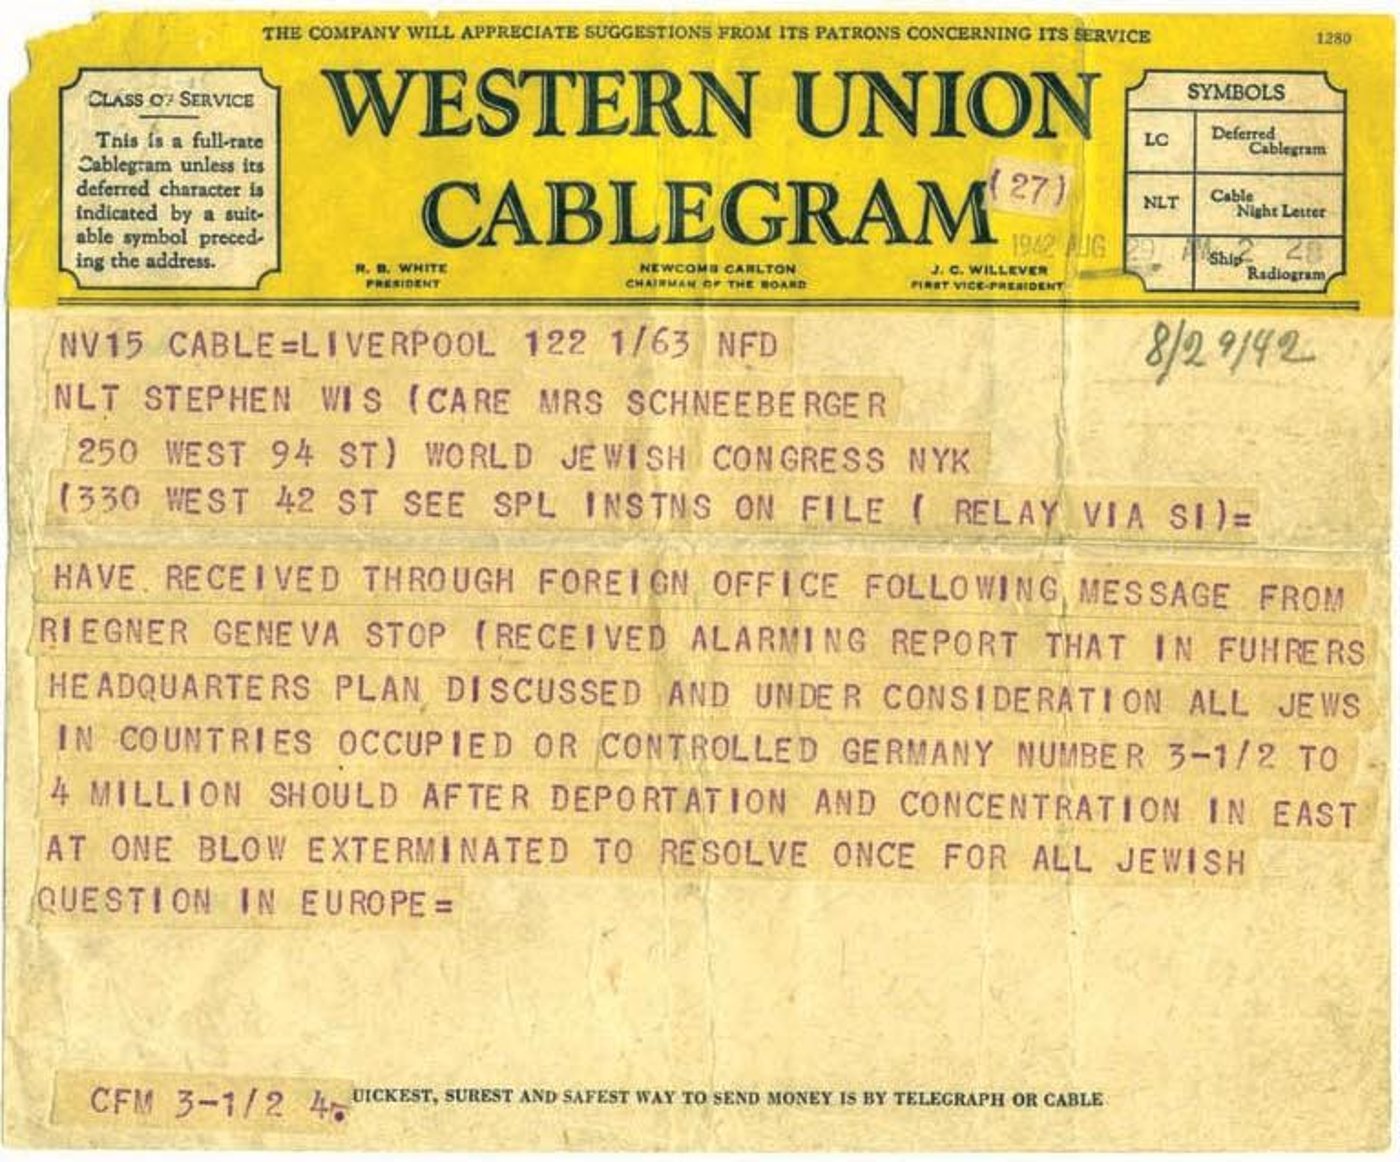 THE COMPANY WILL APPRECIATE SUGGESTIONS FROM ITS PATRONS CONCERNING ITS SERVICE
1280
CLASS OF SERVICE
This is a full-rate
Cablegram unless its
deferred character is
indicated by a suit-
able symbol preced-
ing the address.
WESTERN UNION
CABLEGRAM
(27)
1942 AUG 29 AM 2 28
R. B. WHITE
PRESIDENT
NEWCOMB CARLTON
CHAIRMAN OF THE BOARD
J. C. WILLEVER
FIRST VICE-PRESIDENT
SYMBOLS
LC Deferred Cablegram
NLT Cable Night Letter
Ship Radiogram
8/29/42
NV15 CABLE=LIVERPOOL 122 1/63 NFD
NLT STEPHEN WIS (CARE MRS SCHNEEBERGER
250 WEST 94 ST) WORLD JEWISH CONGRESS NYK
(330 WEST 42 ST SEE SPL INSTNS ON FILE ( RELAY VIA SI)=
HAVE RECEIVED THROUGH FOREIGN OFFICE FOLLOWING MESSAGE FROM
RIEGNER GENEVA STOP (RECEIVED ALARMING REPORT THAT IN FUHRERS
HEADQUARTERS PLAN DISCUSSED AND UNDER CONSIDERATION ALL JEWS
IN COUNTRIES OCCUPIED OR CONTROLLED GERMANY NUMBER 3-1/2 TO
4 MILLION SHOULD AFTER DEPORTATION AND CONCENTRATION IN EAST
AT ONE BLOW EXTERMINATED TO RESOLVE ONCE FOR ALL JEWISH
QUESTION IN EUROPE=
CFM 3-1/2 4.
UICKEST, SUREST AND SAFEST WAY TO SEND MONEY IS BY TELEGRAPH OR CABLE